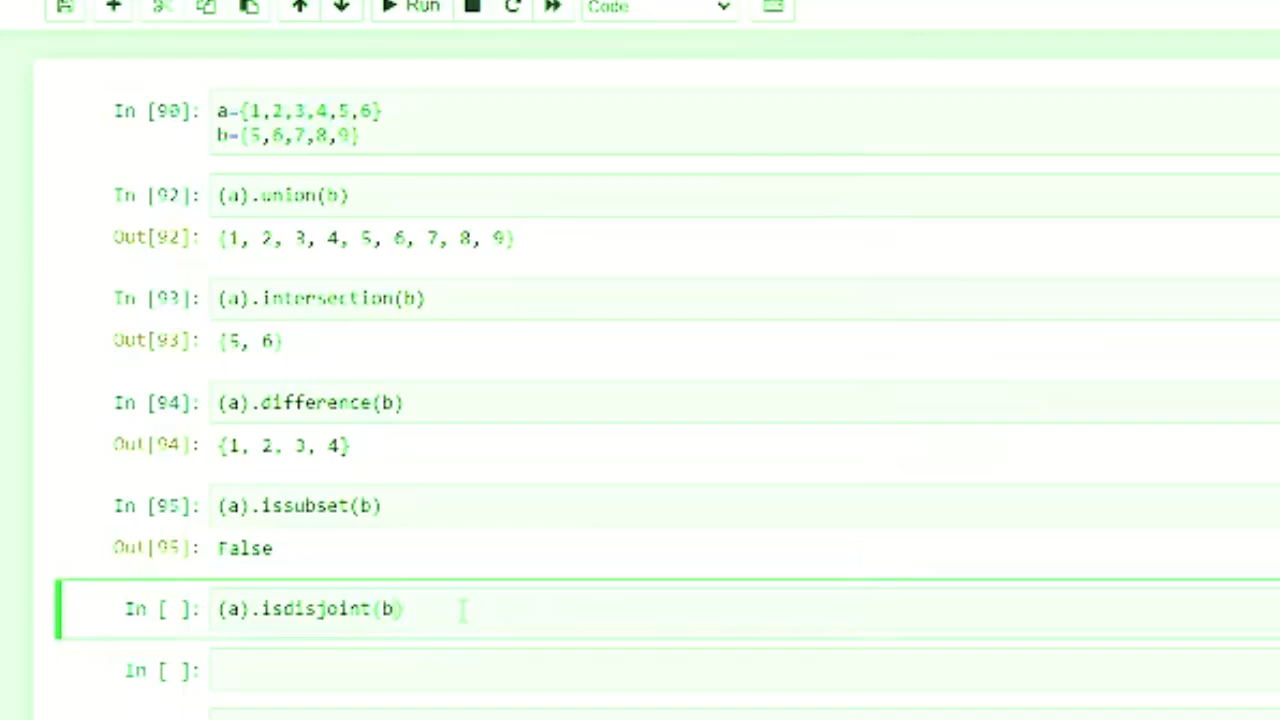 Run
Code
In [90]: a={1,2,3,4,5,6}
b={5,6,7,8,9}
In [92]: (a).union(b)
Out[92]: {1, 2, 3, 4, 5, 6, 7, 8, 9}
In [93]: (a).intersection(b)
Out[93]: {5, 6}
In [94]: (a).difference(b)
Out[94]: {1, 2, 3, 4}
In [95]: (a).issubset(b)
Out[95]: False
In [ ]: (a).isdisjoint(b)
In [ ]: